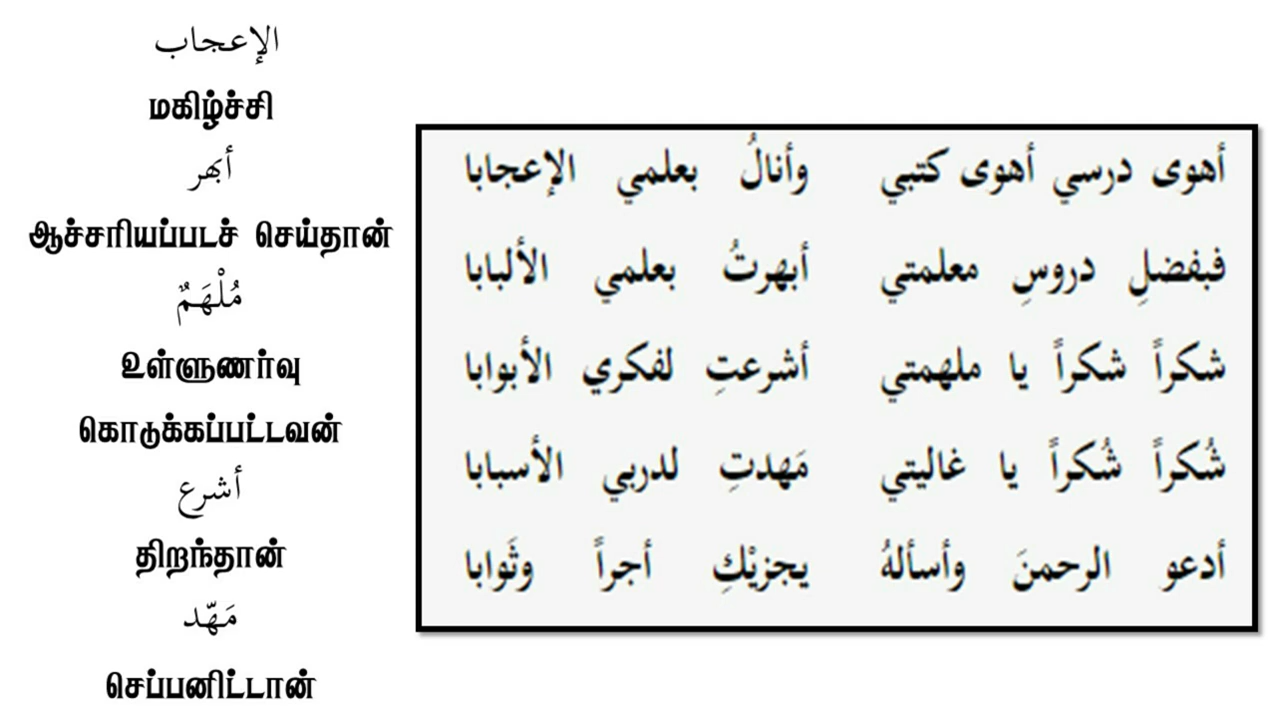 الإعجاب
மகிழ்ச்சி
أبهر
ஆச்சரியப்படச் செய்தான்
مُلْهَمٌ
உள்ளுணர்வு
கொடுக்கப்பட்டவன்
أشرع
திறந்தான்
مَهّد
செப்பனிட்டான்
أهوى درسي أهوى كتبي وأنالُ بعلمي الإعجابا
فبفضلِ دروسِ معلمتي أبهرتُ بعلمي الألبابا
شكراً شكراً يا ملهمتي أشرعتِ لفكري الأبوابا
شُكراً شُكراً يا غاليتي مَهدتِ لدربي الأسبابا
أدعو الرحمنَ وأسألهُ يجزيْكِ أجراً وثَوابا